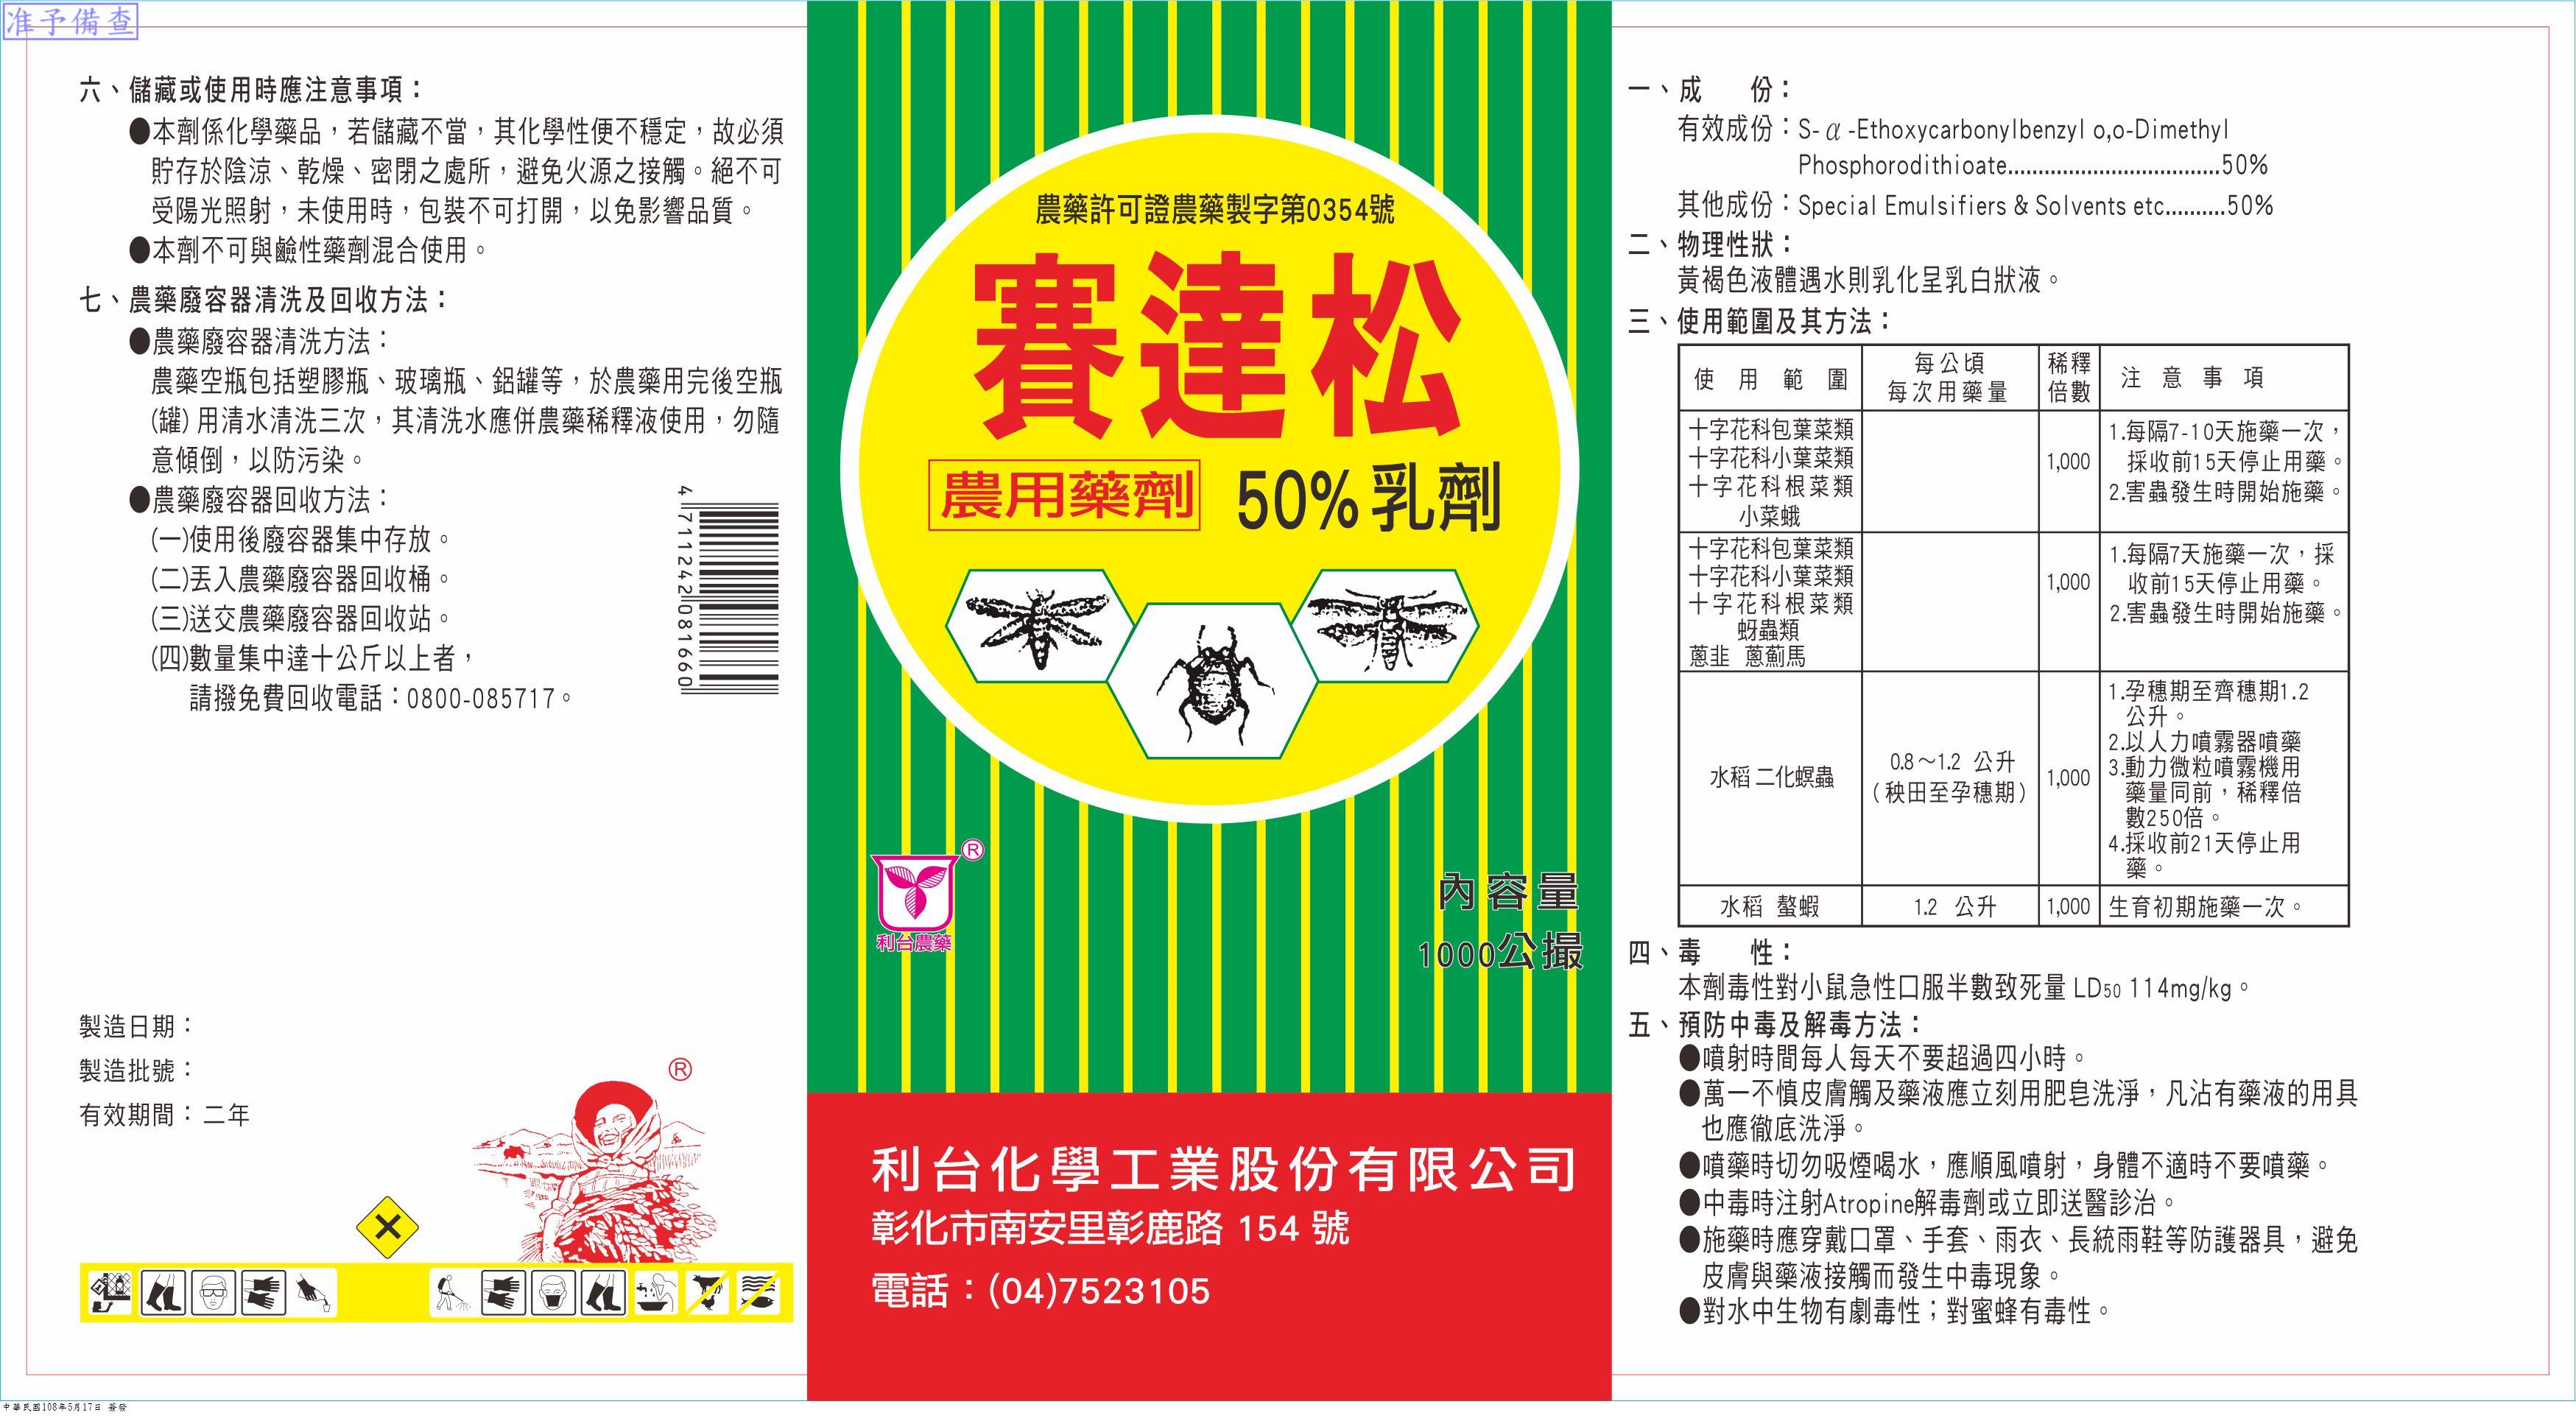 准予備查
六、儲藏或使用時應注意事項：
●本劑係化學藥品，若儲藏不當，其化學性便不穩定，故必須
貯存於陰涼、乾燥、密閉之處所，避免火源之接觸。絕不可
受陽光照射，未使用時，包裝不可打開，以免影響品質。
●本劑不可與鹼性藥劑混合使用。
七、農藥廢容器清洗及回收方法：
●農藥廢容器清洗方法：
農藥空瓶包括塑膠瓶、玻璃瓶、鋁罐等，於農藥用完後空瓶
(罐) 用清水清洗三次，其清洗水應併農藥稀釋液使用，勿隨
意傾倒，以防污染。
●農藥廢容器回收方法：
(一)使用後廢容器集中存放。
(二)丟入農藥廢容器回收桶。
(三)送交農藥廢容器回收站。
(四)數量集中達十公斤以上者，
請撥免費回收電話：0800-085717。
4 711242 081660
製造日期：
製造批號：
有效期間：二年
®
農藥許可證農藥製字第0354號
賽達松
農用藥劑
50% 乳劑
®
利台農藥
內容量
1000公撮
利台化學工業股份有限公司
彰化市南安里彰鹿路 154 號
電話：(04)7523105
一、成　　份：
有效成份：S-α-Ethoxycarbonylbenzyl o,o-Dimethyl
Phosphorodithioate...................................50%
其他成份：Special Emulsifiers & Solvents etc..........50%
二、物理性狀：
黃褐色液體遇水則乳化呈乳白狀液。
三、使用範圍及其方法：
使 用 範 圍
每公頃
每次用藥量
稀釋
倍數
注 意 事 項
十字花科包葉菜類
十字花科小葉菜類
十字花科根菜類
小菜蛾
1,000
1.每隔7-10天施藥一次，
採收前15天停止用藥。
2.害蟲發生時開始施藥。
十字花科包葉菜類
十字花科小葉菜類
十字花科根菜類
蚜蟲類
蔥韭 蔥薊馬
1,000
1.每隔7天施藥一次，採
收前15天停止用藥。
2.害蟲發生時開始施藥。
水稻 二化螟蟲
0.8～1.2 公升
（秧田至孕穗期）
1,000
1.孕穗期至齊穗期1.2
公升。
2.以人力噴霧器噴藥
3.動力微粒噴霧機用
藥量同前，稀釋倍
數250倍。
4.採收前21天停止用
藥。
水稻 螯蝦
1.2 公升
1,000
生育初期施藥一次。
四、毒　　性：
本劑毒性對小鼠急性口服半數致死量 LD50 114mg/kg。
五、預防中毒及解毒方法：
●噴射時間每人每天不要超過四小時。
●萬一不慎皮膚觸及藥液應立刻用肥皂洗淨，凡沾有藥液的用具
也應徹底洗淨。
●噴藥時切勿吸煙喝水，應順風噴射，身體不適時不要噴藥。
●中毒時注射Atropine解毒劑或立即送醫診治。
●施藥時應穿戴口罩、手套、雨衣、長統雨鞋等防護器具，避免
皮膚與藥液接觸而發生中毒現象。
●對水中生物有劇毒性；對蜜蜂有毒性。
中華民國108年5月17日 簽發